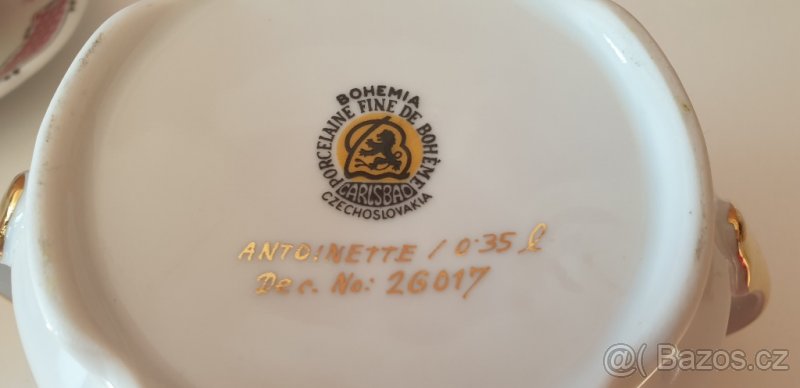 BOHEMIA
PORCELAINE FINE DE BOHÊME
CARLSBAD
CZECHOSLOVAKIA
ANTOINETTE / 0·35 l
Dec. No: 26017
@ Bazos.cz